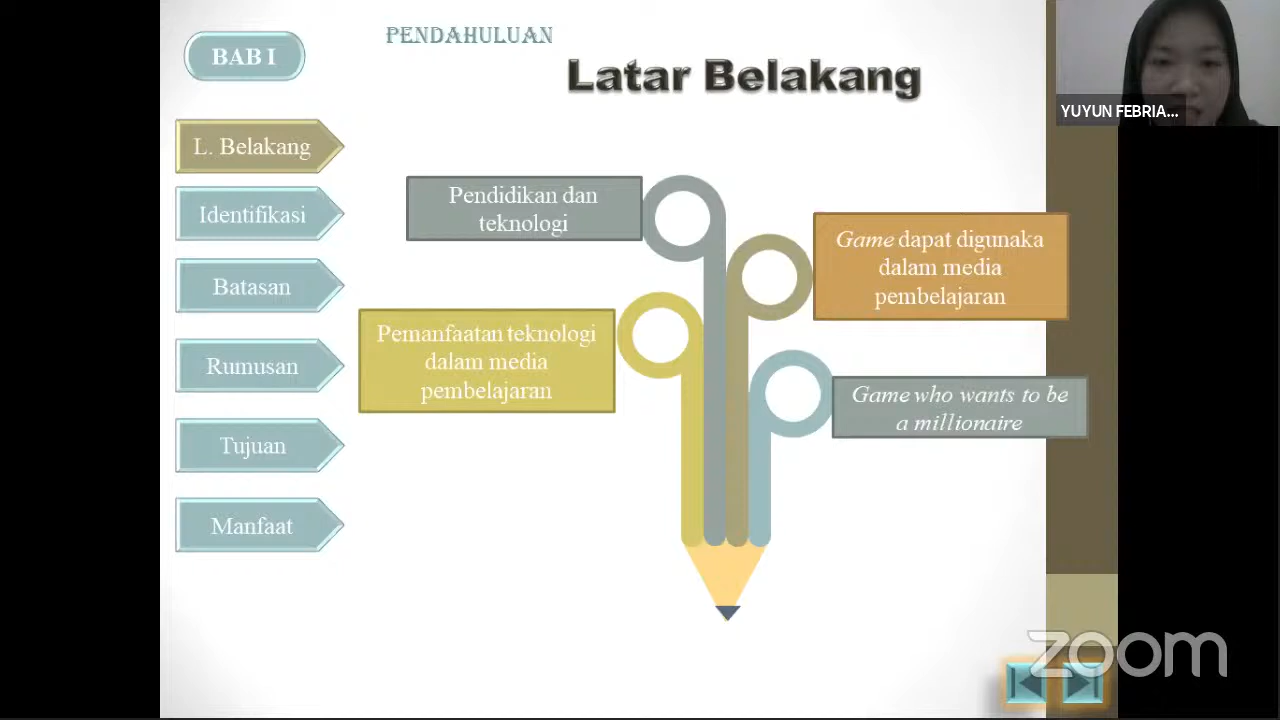 BAB I
PENDAHULUAN
Latar Belakang
YUYUN FEBRIA...
L. Belakang
Identifikasi
Batasan
Rumusan
Tujuan
Manfaat
Pendidikan dan
teknologi
Game dapat digunaka
dalam media
pembelajaran
Pemanfaatan teknologi
dalam media
pembelajaran
Game who wants to be
a millionaire
zoom